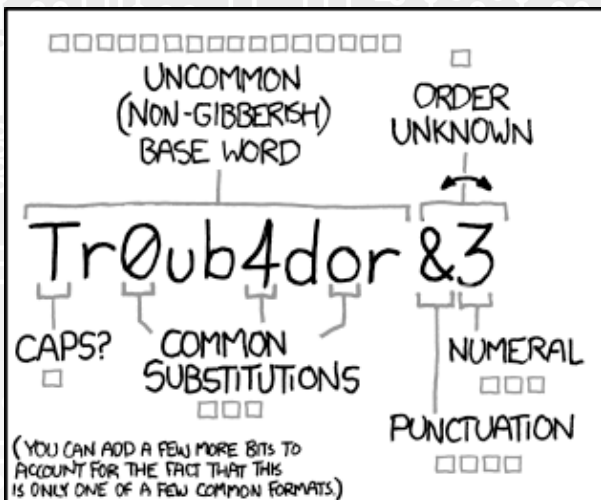 UNCOMMON
(NON-GIBBERISH)
BASE WORD
ORDER
UNKNOWN
Tr0ub4dor &3
CAPS?
COMMON
SUBSTITUTIONS
NUMERAL
PUNCTUATION
(YOU CAN ADD A FEW MORE BITS TO
ACCOUNT FOR THE FACT THAT THIS
IS ONLY ONE OF A FEW COMMON FORMATS.)